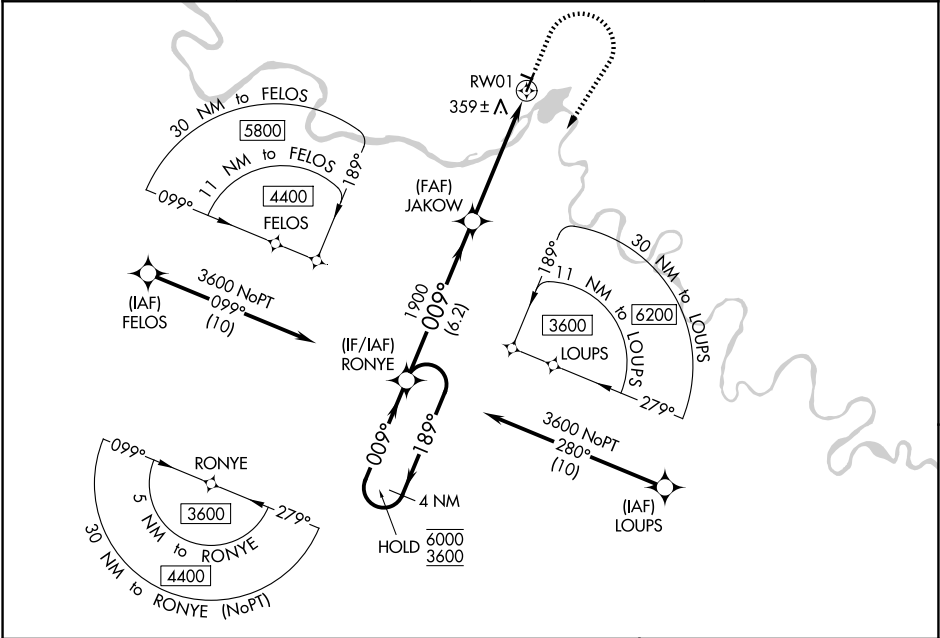 RW01
359 ±
30 NM to FELOS
5800
11 NM to FELOS
4400
FELOS
099°
189°
(FAF)
JAKOW
(IAF)
FELOS
3600 NoPT
099°
(10)
1900
009°
(6.2)
(IF/IAF)
RONYE
30 NM to LOUPS
6200
11 NM to LOUPS
3600
LOUPS
189°
279°
3600 NoPT
280°
(10)
(IAF)
LOUPS
009°
189°
4 NM
HOLD
6000
3600
099°
RONYE
279°
3600
5 NM to RONYE
4400
30 NM to RONYE (NoPT)